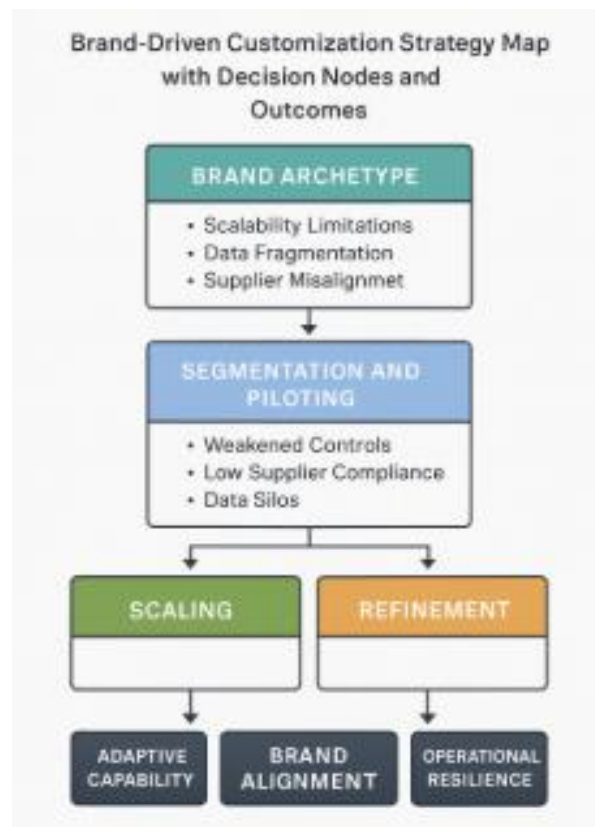 Brand-Driven Customization Strategy Map
with Decision Nodes and
Outcomes
BRAND ARCHETYPE
• Scalability Limitations
• Data Fragmentation
• Supplier Misalignmet
SEGMENTATION AND
PILOTING
• Weakened Controls
• Low Supplier Compliance
• Data Silos
SCALING
REFINEMENT
ADAPTIVE
CAPABILITY
BRAND
ALIGNMENT
OPERATIONAL
RESILIENCE